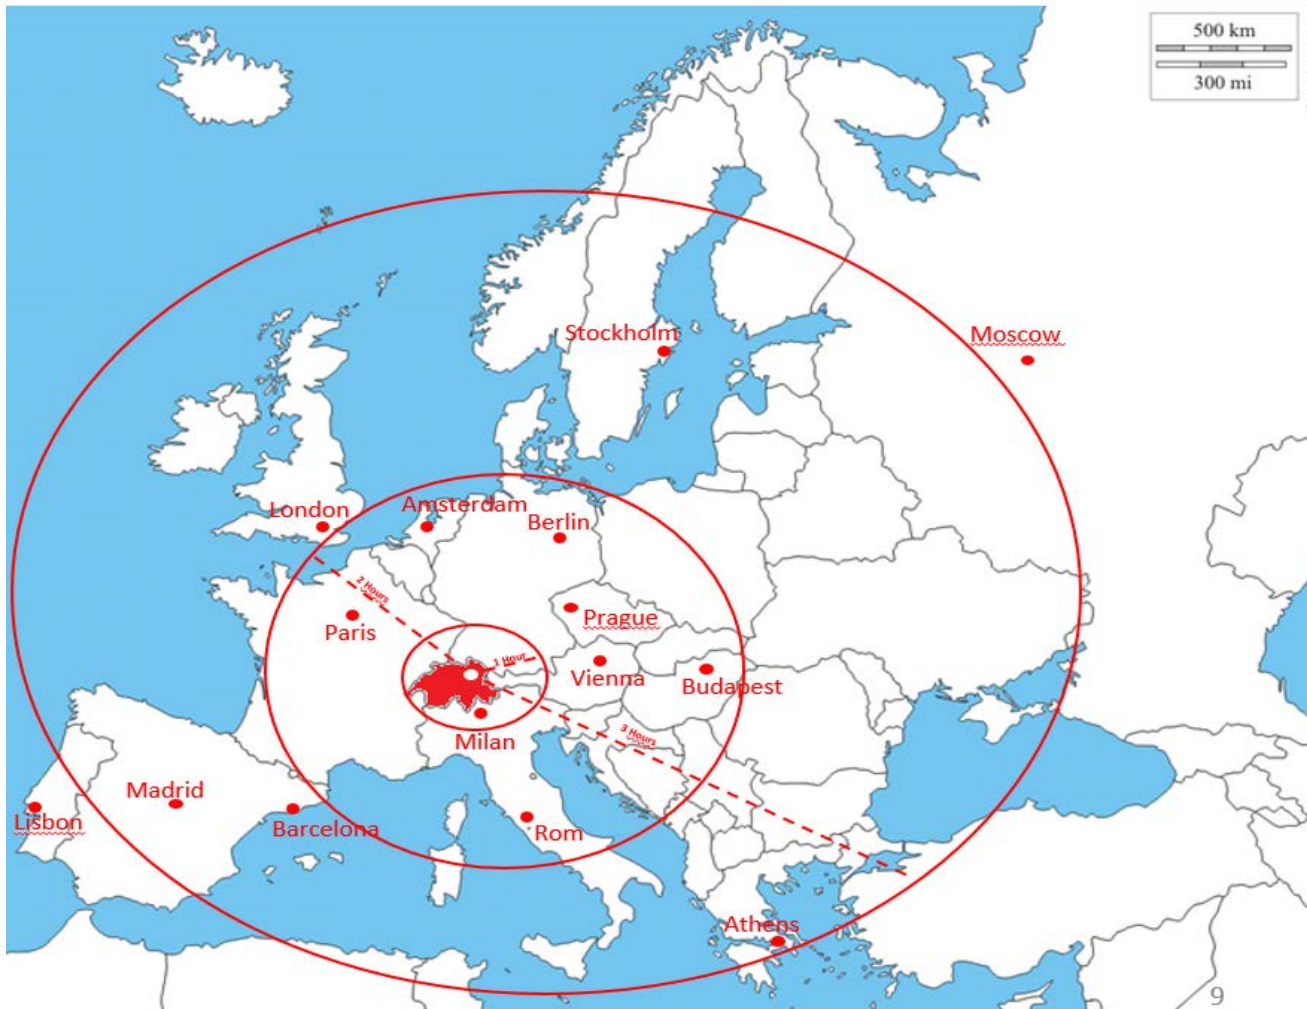 500 km
300 mi
Stockholm
Moscow
London
Amsterdam
Berlin
2 Hours
Paris
Prague
1 Hour
Vienna
Budapest
Milan
3 Hours
Madrid
Lisbon
Barcelona
Rom
Athens
9